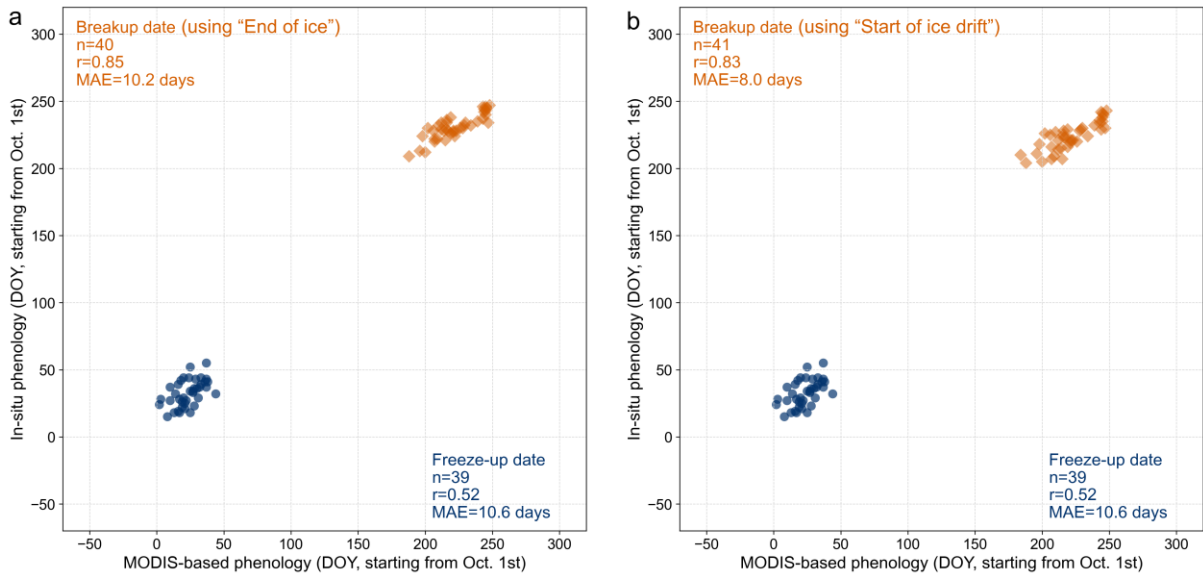 a
Breakup date (using “End of ice”)
n=40
r=0.85
MAE=10.2 days
300
250
200
150
100
50
0
−50
In-situ phenology (DOY, starting from Oct. 1st)
Freeze-up date
n=39
r=0.52
MAE=10.6 days
−50 0 50 100 150 200 250 300
MODIS-based phenology (DOY, starting from Oct. 1st)
b
Breakup date (using “Start of ice drift”)
n=41
r=0.83
MAE=8.0 days
300
250
200
150
100
50
0
−50
In-situ phenology (DOY, starting from Oct. 1st)
Freeze-up date
n=39
r=0.52
MAE=10.6 days
−50 0 50 100 150 200 250 300
MODIS-based phenology (DOY, starting from Oct. 1st)